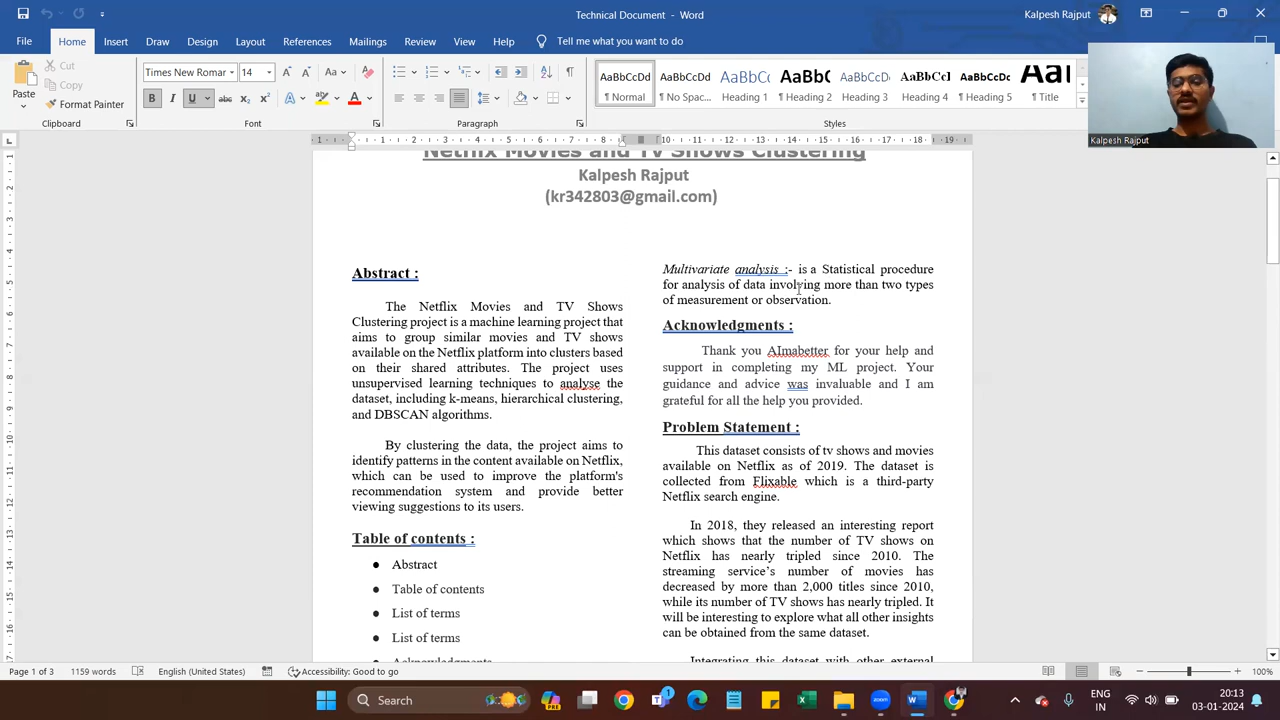 Technical Document - Word
Kalpesh Rajput
File Home Insert Draw Design Layout References Mailings Review View Help Tell me what you want to do
Paste
Cut
Copy
Format Painter
Times New Romar 14
AaBbCcDd AaBbCcDd AaBbCc AaBbC AaBbCcDd AaBbCcl AaBbCcDd AaI
¶ Normal ¶ No Spac... Heading 1 ¶ Heading 2 Heading 3 Heading 4 ¶ Heading 5 ¶ Title
Clipboard Font Paragraph Styles
Kalpesh Rajput
Netflix Movies and TV Shows Clustering
Kalpesh Rajput
(kr342803@gmail.com)
Abstract :
The Netflix Movies and TV Shows
Clustering project is a machine learning project that
aims to group similar movies and TV shows
available on the Netflix platform into clusters based
on their shared attributes. The project uses
unsupervised learning techniques to analyse the
dataset, including k-means, hierarchical clustering,
and DBSCAN algorithms.
By clustering the data, the project aims to
identify patterns in the content available on Netflix,
which can be used to improve the platform's
recommendation system and provide better
viewing suggestions to its users.
Table of contents :
● Abstract
● Table of contents
● List of terms
● List of terms
Acknowledgments
Multivariate analysis :- is a Statistical procedure
for analysis of data involving more than two types
of measurement or observation.
Acknowledgments :
Thank you AImabetter for your help and
support in completing my ML project. Your
guidance and advice was invaluable and I am
grateful for all the help you provided.
Problem Statement :
This dataset consists of tv shows and movies
available on Netflix as of 2019. The dataset is
collected from Flixable which is a third-party
Netflix search engine.
In 2018, they released an interesting report
which shows that the number of TV shows on
Netflix has nearly tripled since 2010. The
streaming service's number of movies has
decreased by more than 2,000 titles since 2010,
while its number of TV shows has nearly tripled. It
will be interesting to explore what all other insights
can be obtained from the same dataset.
Integrating this dataset with other external
Page 1 of 3 1159 words English (United States) Accessibility: Good to go 100%
Search
ENG
IN
20:13
03-01-2024